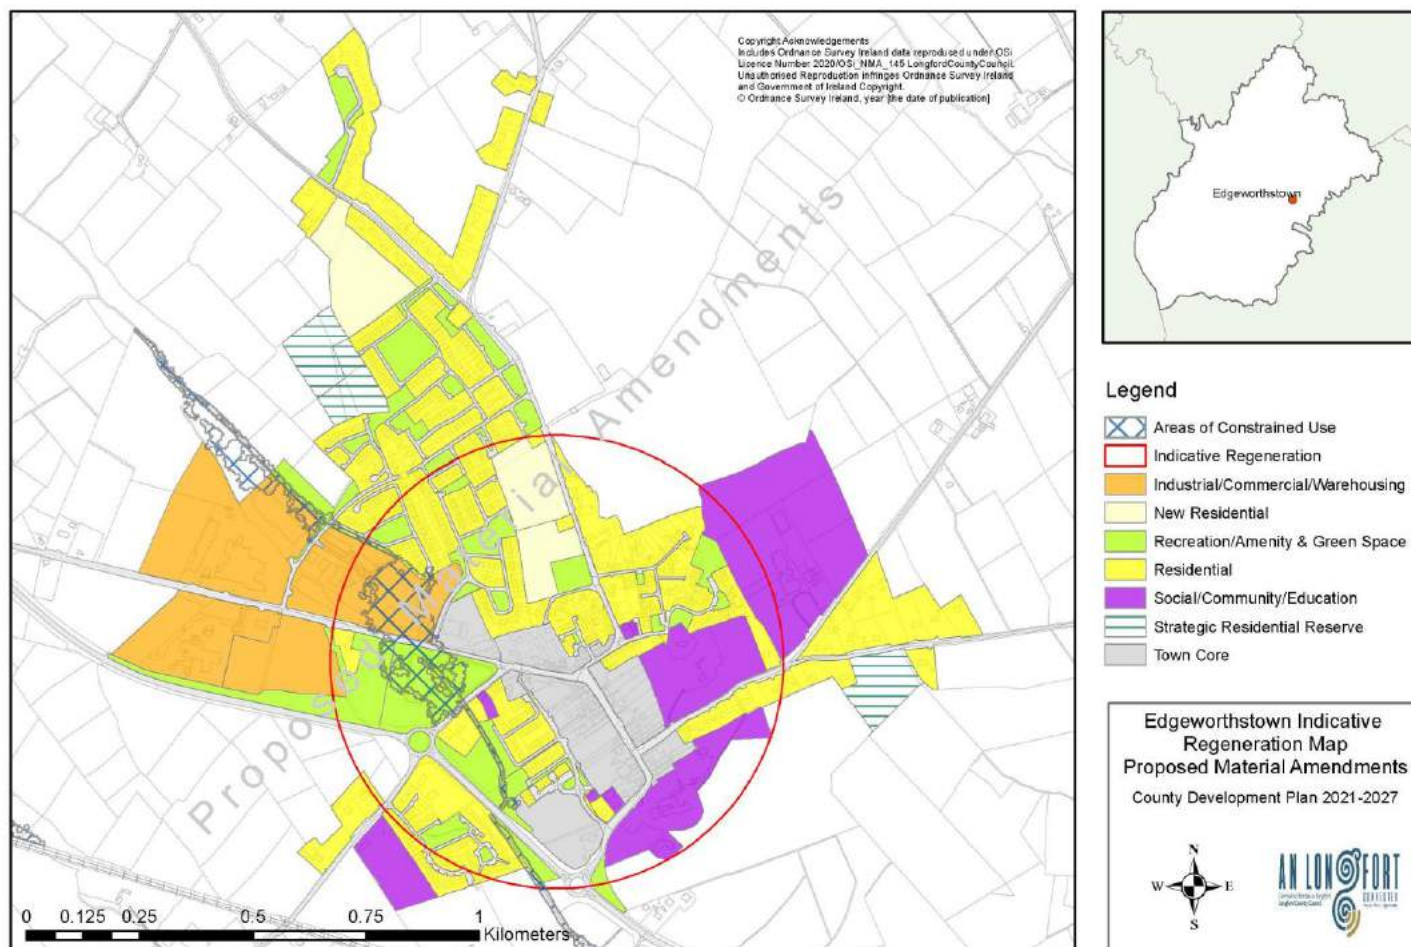 Copyright Acknowledgements
Includes Ordnance Survey Ireland data reproduced under OSi
Licence Number 2020/OSi_NMA_145 LongfordCountyCouncil.
Unauthorised Reproduction infringes Ordnance Survey Ireland
and Government of Ireland Copyright.
© Ordnance Survey Ireland, year [the date of publication]
Proposed Material Amendments
0 0.125 0.25 0.5 0.75 1
Kilometers
Edgeworthstown
Legend
Areas of Constrained Use
Indicative Regeneration
Industrial/Commercial/Warehousing
New Residential
Recreation/Amenity & Green Space
Residential
Social/Community/Education
Strategic Residential Reserve
Town Core
Edgeworthstown Indicative
Regeneration Map
Proposed Material Amendments
County Development Plan 2021-2027
N
W E
S
AN LONGFORT
Longford County Council